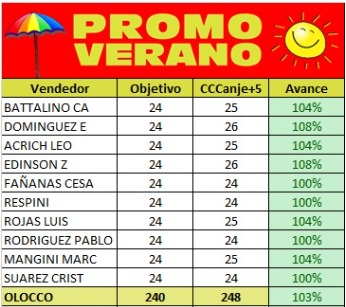 PROMO
VERANO
Vendedor Objetivo CCCanje+5 Avance
BATTALINO CA 24 25 104%
DOMINGUEZ E 24 26 108%
ACRICH LEO 24 25 104%
EDINSON Z 24 26 108%
FAÑANAS CESA 24 24 100%
RESPINI 24 24 100%
ROJAS LUIS 24 25 104%
RODRIGUEZ PABLO 24 24 100%
MANGINI MARC 24 25 104%
SUAREZ CRIST 24 24 100%
OLOCCO 240 248 103%